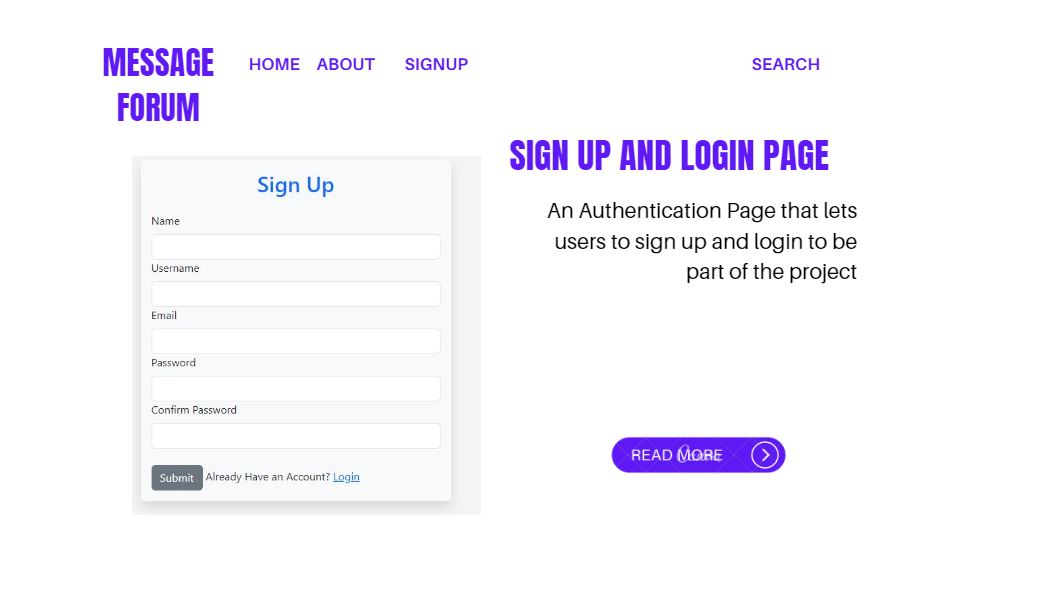 MESSAGE
FORUM
HOME ABOUT SIGNUP SEARCH
SIGN UP AND LOGIN PAGE
An Authentication Page that lets
users to sign up and login to be
part of the project
Sign Up
Name
Username
Email
Password
Confirm Password
Submit Already Have an Account? Login
READ MORE
Canva